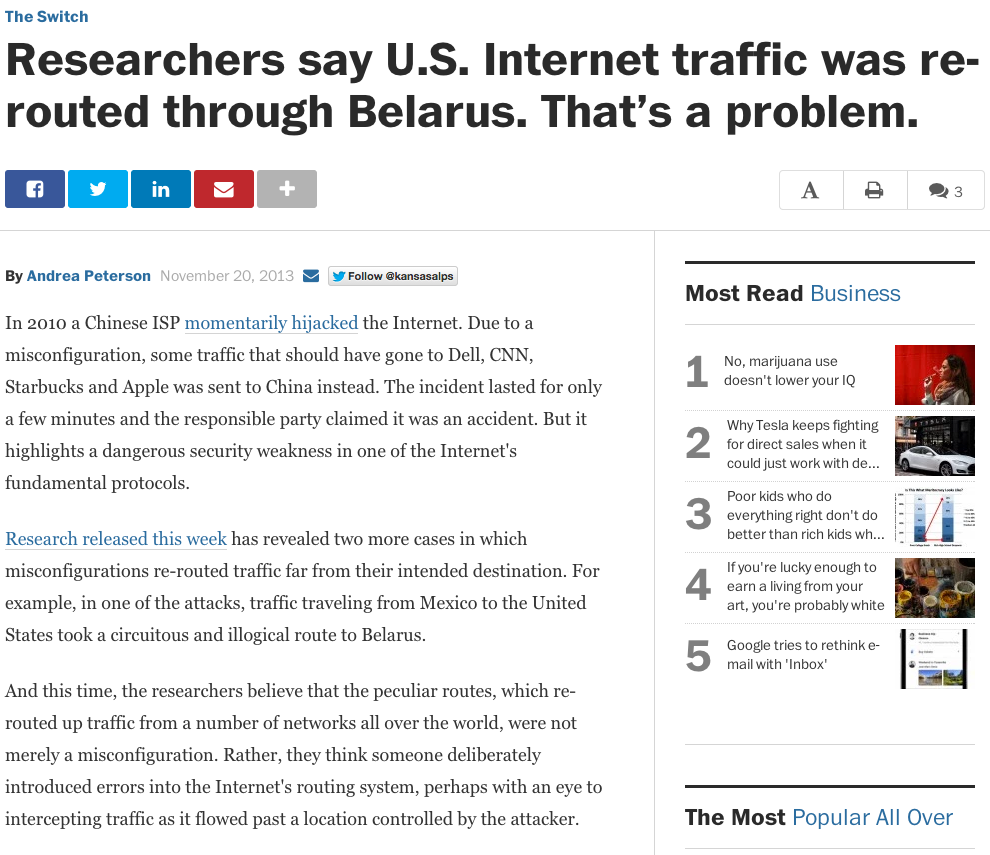 The Switch
Researchers say U.S. Internet traffic was re-
routed through Belarus. That’s a problem.
3
By Andrea Peterson November 20, 2013 Follow @kansasalps
In 2010 a Chinese ISP momentarily hijacked the Internet. Due to a
misconfiguration, some traffic that should have gone to Dell, CNN,
Starbucks and Apple was sent to China instead. The incident lasted for only
a few minutes and the responsible party claimed it was an accident. But it
highlights a dangerous security weakness in one of the Internet's
fundamental protocols.
Research released this week has revealed two more cases in which
misconfigurations re-routed traffic far from their intended destination. For
example, in one of the attacks, traffic traveling from Mexico to the United
States took a circuitous and illogical route to Belarus.
And this time, the researchers believe that the peculiar routes, which re-
routed up traffic from a number of networks all over the world, were not
merely a misconfiguration. Rather, they think someone deliberately
introduced errors into the Internet's routing system, perhaps with an eye to
intercepting traffic as it flowed past a location controlled by the attacker.
Most Read Business
1 No, marijuana use
doesn't lower your IQ
2 Why Tesla keeps fighting
for direct sales when it
could just work with de...
3 Poor kids who do
everything right don't do
better than rich kids wh...
4 If you're lucky enough to
earn a living from your
art, you're probably white
5 Google tries to rethink e-
mail with 'Inbox'
The Most Popular All Over